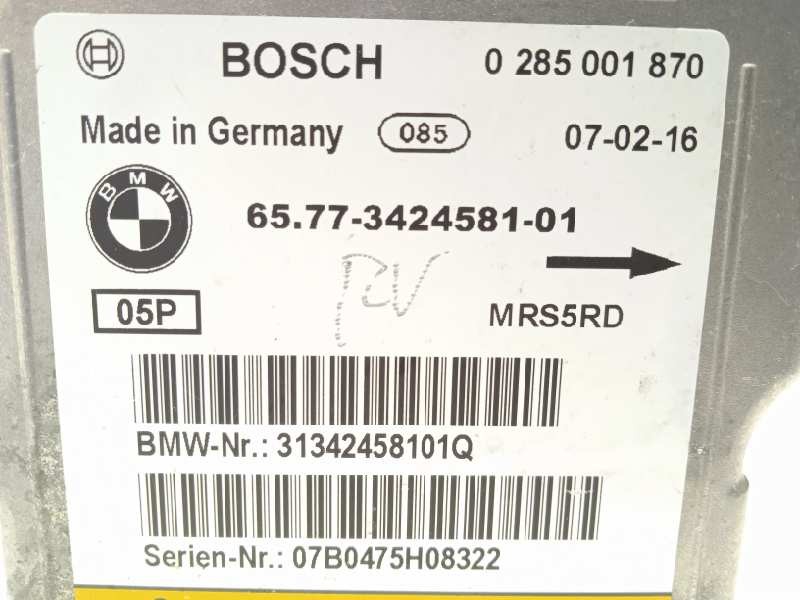 BOSCH 0 285 001 870
Made in Germany 085 07-02-16
BMW 65.77-3424581-01
05P MRS5RD
BMW-Nr.: 31342458101Q
Serien-Nr.: 07B0475H08322